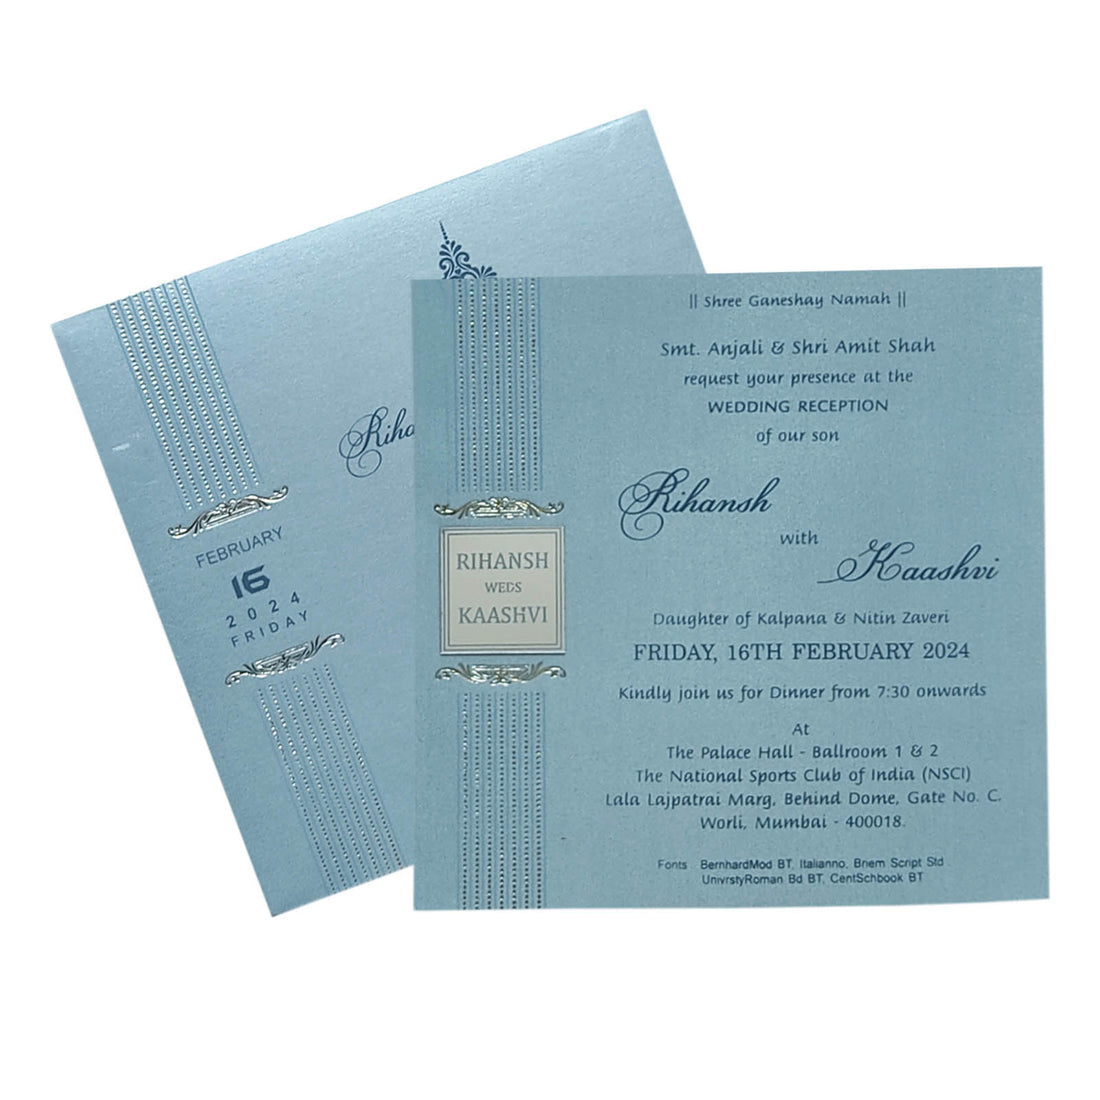 Riha
FEBRUARY
16
2024
FRIDAY
|| Shree Ganeshay Namah ||
Smt. Anjali & Shri Amit Shah
request your presence at the
WEDDING RECEPTION
of our son
Rihansh
with
Kaashvi
Daughter of Kalpana & Nitin Zaveri
FRIDAY, 16TH FEBRUARY 2024
Kindly join us for Dinner from 7:30 onwards
At
The Palace Hall - Ballroom 1 & 2
The National Sports Club of India (NSCI)
Lala Lajpatrai Marg, Behind Dome, Gate No. C.
Worli, Mumbai - 400018.
Fonts BernhardMod BT, Italianno, Briem Script Std
UnivrstyRoman Bd BT, CentSchbook BT
RIHANSH
WEDS
KAASHVI